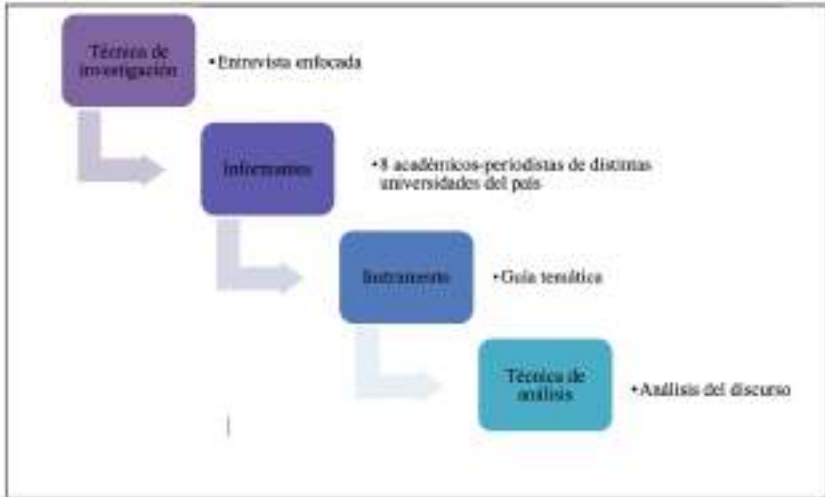 Técnica de
investigación
•Entrevista enfocada
Informantes
•8 académicos-periodistas de distintas
universidades del país
Instrumento
•Guía temática
Técnica de
análisis
•Análisis del discurso